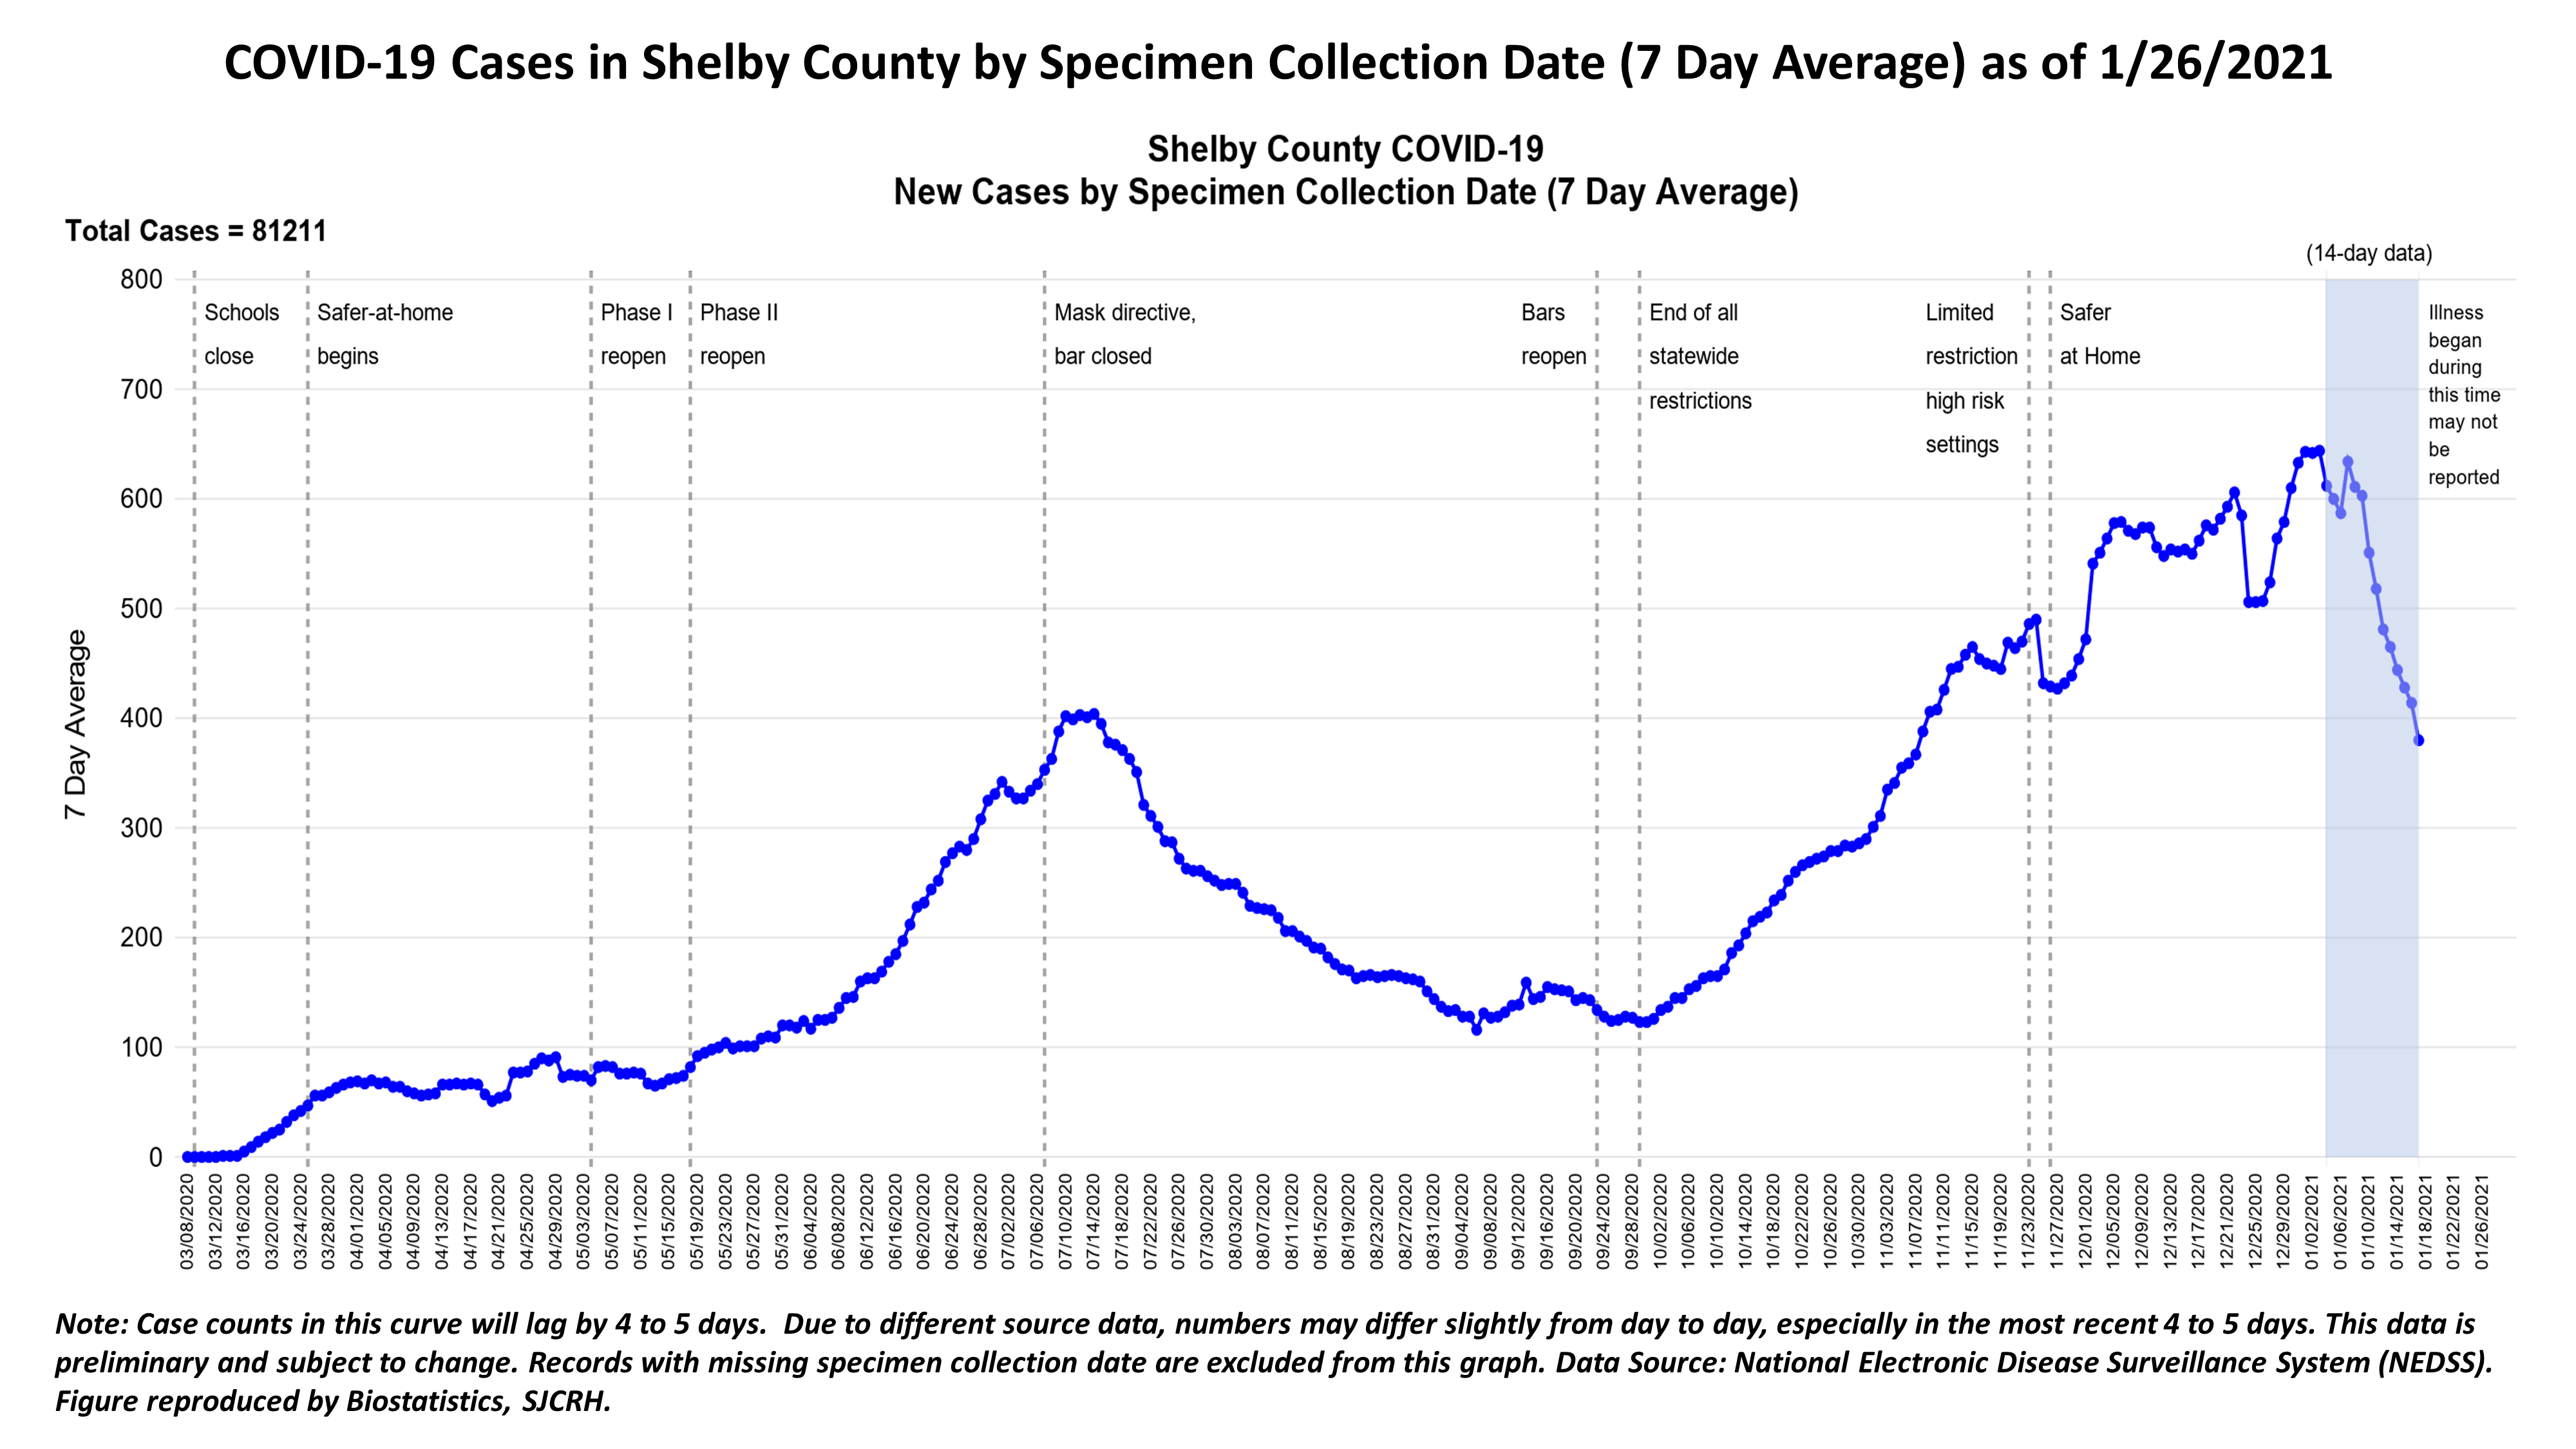 COVID-19 Cases in Shelby County by Specimen Collection Date (7 Day Average) as of 1/26/2021
Shelby County COVID-19
New Cases by Specimen Collection Date (7 Day Average)
Total Cases = 81211
(14-day data)
800
700
600
500
400
300
200
100
0
7 Day Average
Schools
close
Safer-at-home
begins
Phase I
reopen
Phase II
reopen
Mask directive,
bar closed
Bars
reopen
End of all
statewide
restrictions
Limited
restriction
high risk
settings
Safer
at Home
Illness
began
during
this time
may not
be
reported
03/08/2020
03/12/2020
03/16/2020
03/20/2020
03/24/2020
03/28/2020
04/01/2020
04/05/2020
04/09/2020
04/13/2020
04/17/2020
04/21/2020
04/25/2020
04/29/2020
05/03/2020
05/07/2020
05/11/2020
05/15/2020
05/19/2020
05/23/2020
05/27/2020
05/31/2020
06/04/2020
06/08/2020
06/12/2020
06/16/2020
06/20/2020
06/24/2020
06/28/2020
07/02/2020
07/06/2020
07/10/2020
07/14/2020
07/18/2020
07/22/2020
07/26/2020
07/30/2020
08/03/2020
08/07/2020
08/11/2020
08/15/2020
08/19/2020
08/23/2020
08/27/2020
08/31/2020
09/04/2020
09/08/2020
09/12/2020
09/16/2020
09/20/2020
09/24/2020
09/28/2020
10/02/2020
10/06/2020
10/10/2020
10/14/2020
10/18/2020
10/22/2020
10/26/2020
10/30/2020
11/03/2020
11/07/2020
11/11/2020
11/15/2020
11/19/2020
11/23/2020
11/27/2020
12/01/2020
12/05/2020
12/09/2020
12/13/2020
12/17/2020
12/21/2020
12/25/2020
12/29/2020
01/02/2021
01/06/2021
01/10/2021
01/14/2021
01/18/2021
01/22/2021
01/26/2021
Note: Case counts in this curve will lag by 4 to 5 days.  Due to different source data, numbers may differ slightly from day to day, especially in the most recent 4 to 5 days. This data is
preliminary and subject to change. Records with missing specimen collection date are excluded from this graph. Data Source: National Electronic Disease Surveillance System (NEDSS).
Figure reproduced by Biostatistics, SJCRH.